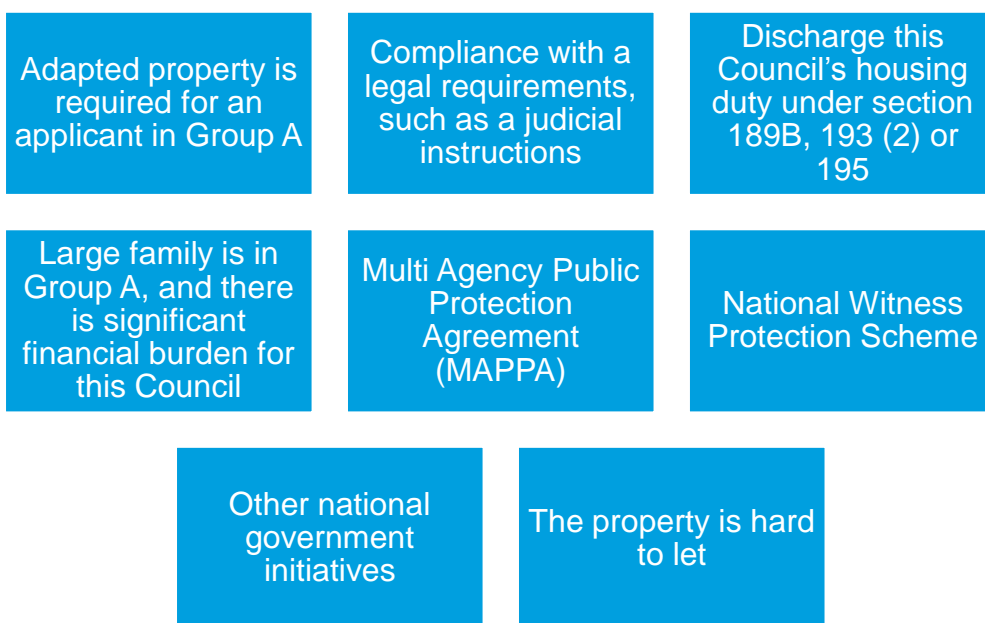 Adapted property is
required for an
applicant in Group A
Compliance with a
legal requirements,
such as a judicial
instructions
Discharge this
Council’s housing
duty under section
189B, 193 (2) or
195
Large family is in
Group A, and there
is significant
financial burden for
this Council
Multi Agency Public
Protection
Agreement
(MAPPA)
National Witness
Protection Scheme
Other national
government
initiatives
The property is hard
to let